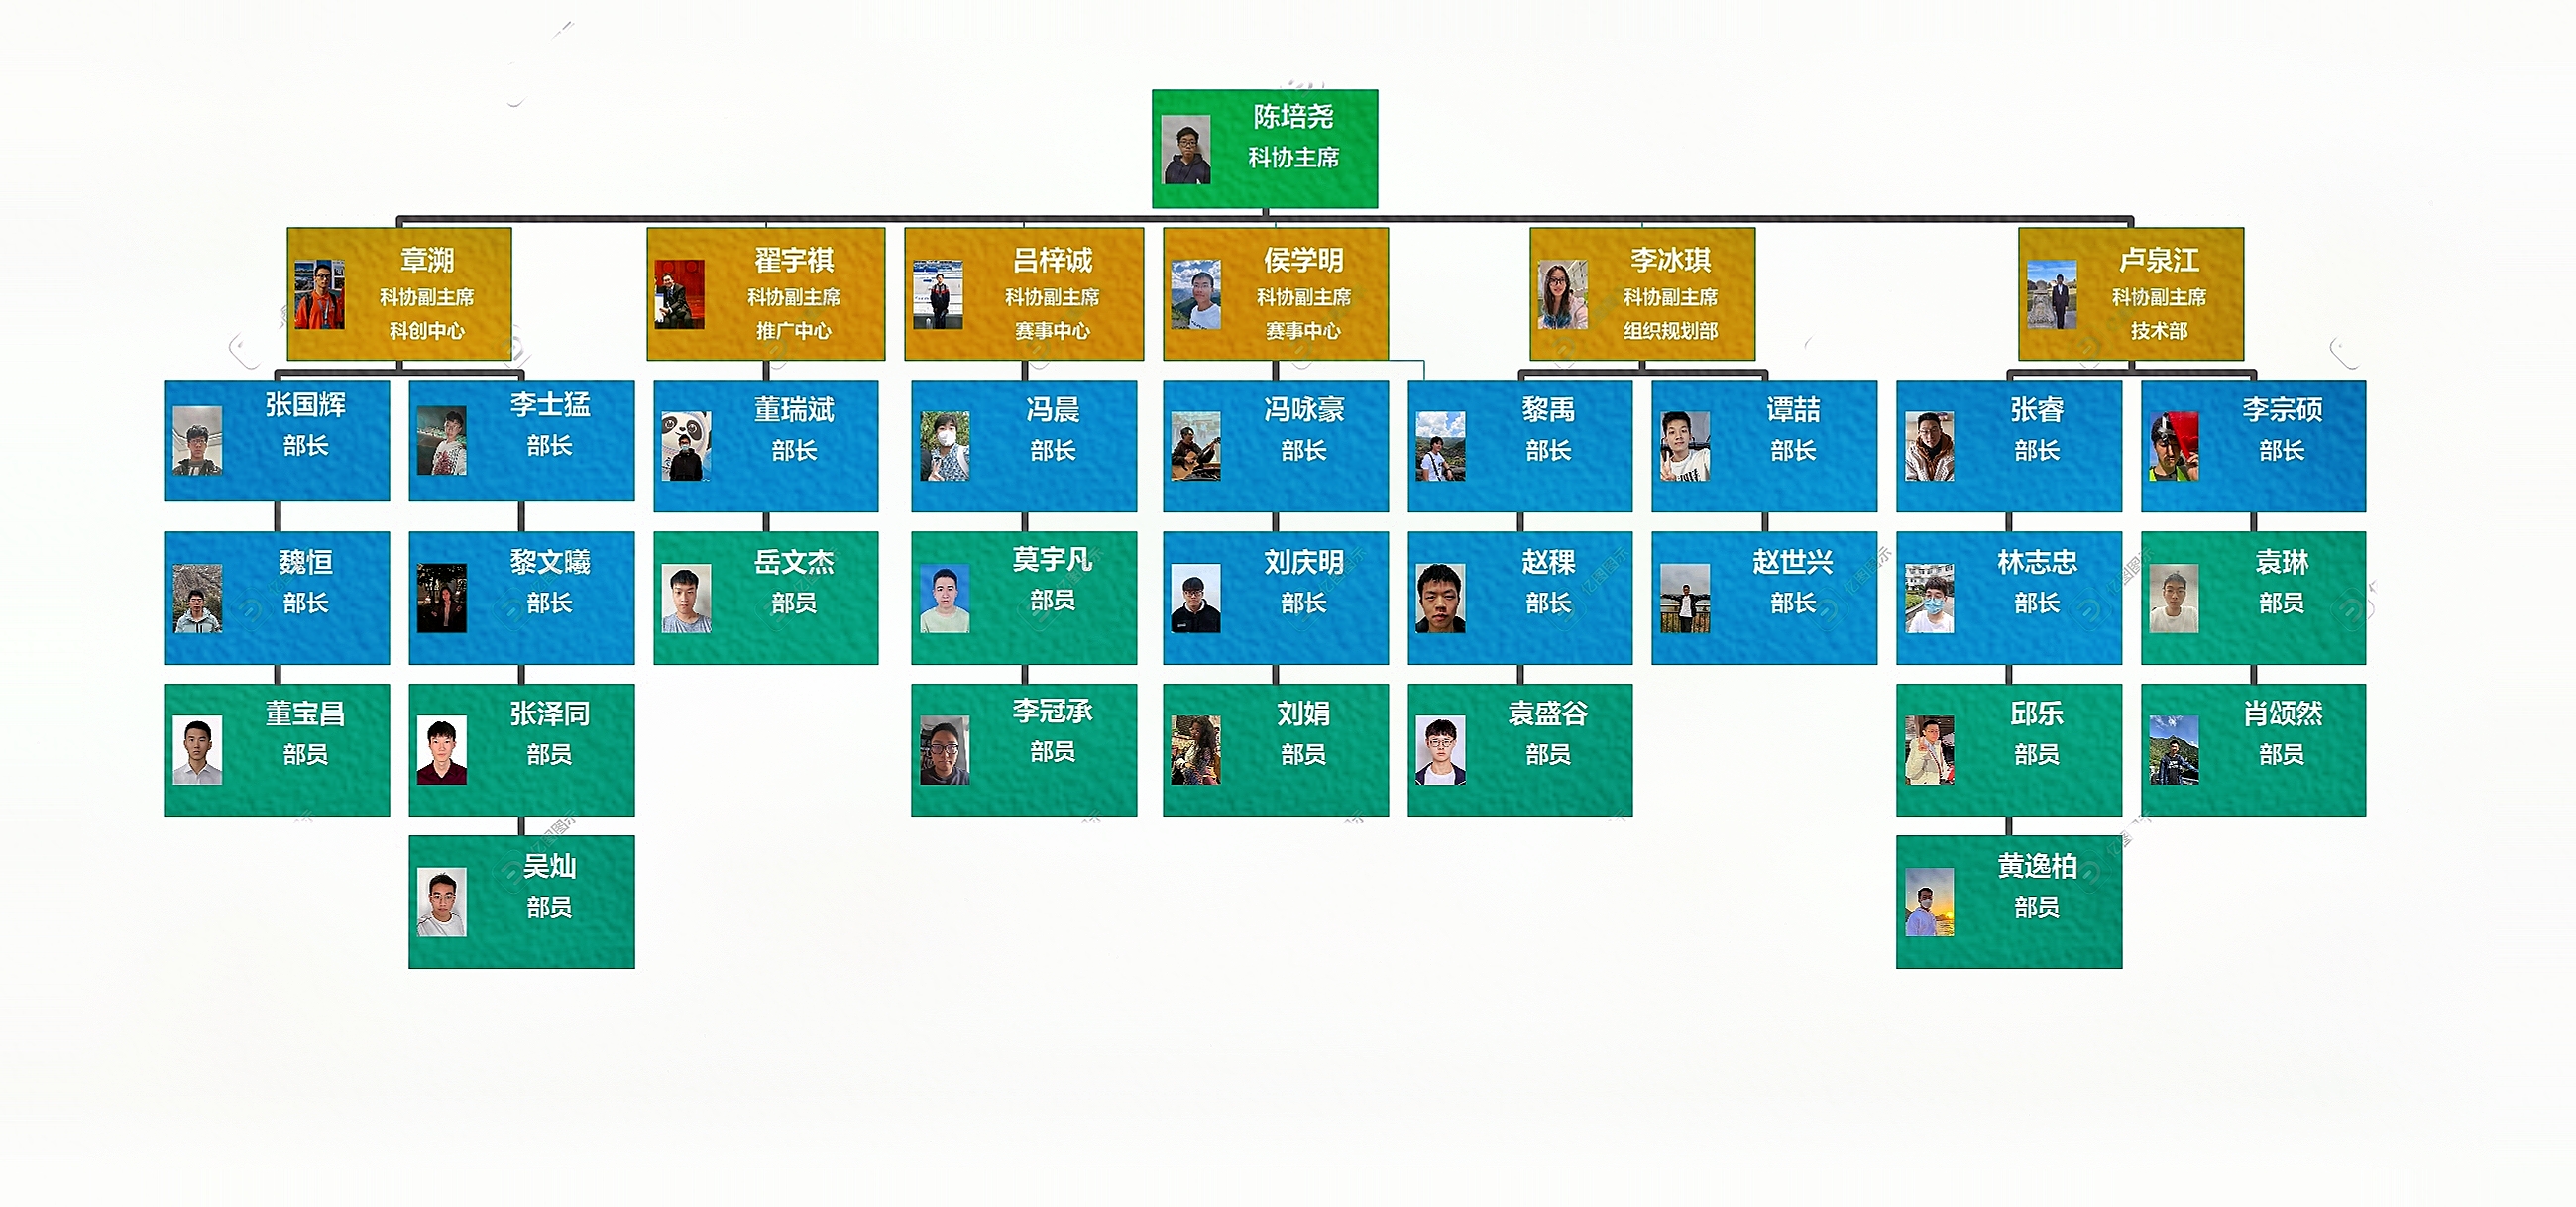 陈培尧
科协主席
章溯
科协副主席
科创中心
翟宇祺
科协副主席
推广中心
吕梓诚
科协副主席
赛事中心
侯学明
科协副主席
赛事中心
李冰琪
科协副主席
组织规划部
卢泉江
科协副主席
技术部
张国辉
部长
李士猛
部长
董瑞斌
部长
冯晨
部长
冯咏豪
部长
黎禹
部长
谭喆
部长
张睿
部长
李宗硕
部长
魏恒
部长
黎文曦
部长
岳文杰
部员
莫宇凡
部员
刘庆明
部长
赵稞
部长
赵世兴
部长
林志忠
部长
袁琳
部员
董宝昌
部员
张泽同
部员
李冠承
部员
刘娟
部员
袁盛谷
部员
邱乐
部员
肖颂然
部员
吴灿
部员
黄逸柏
部员